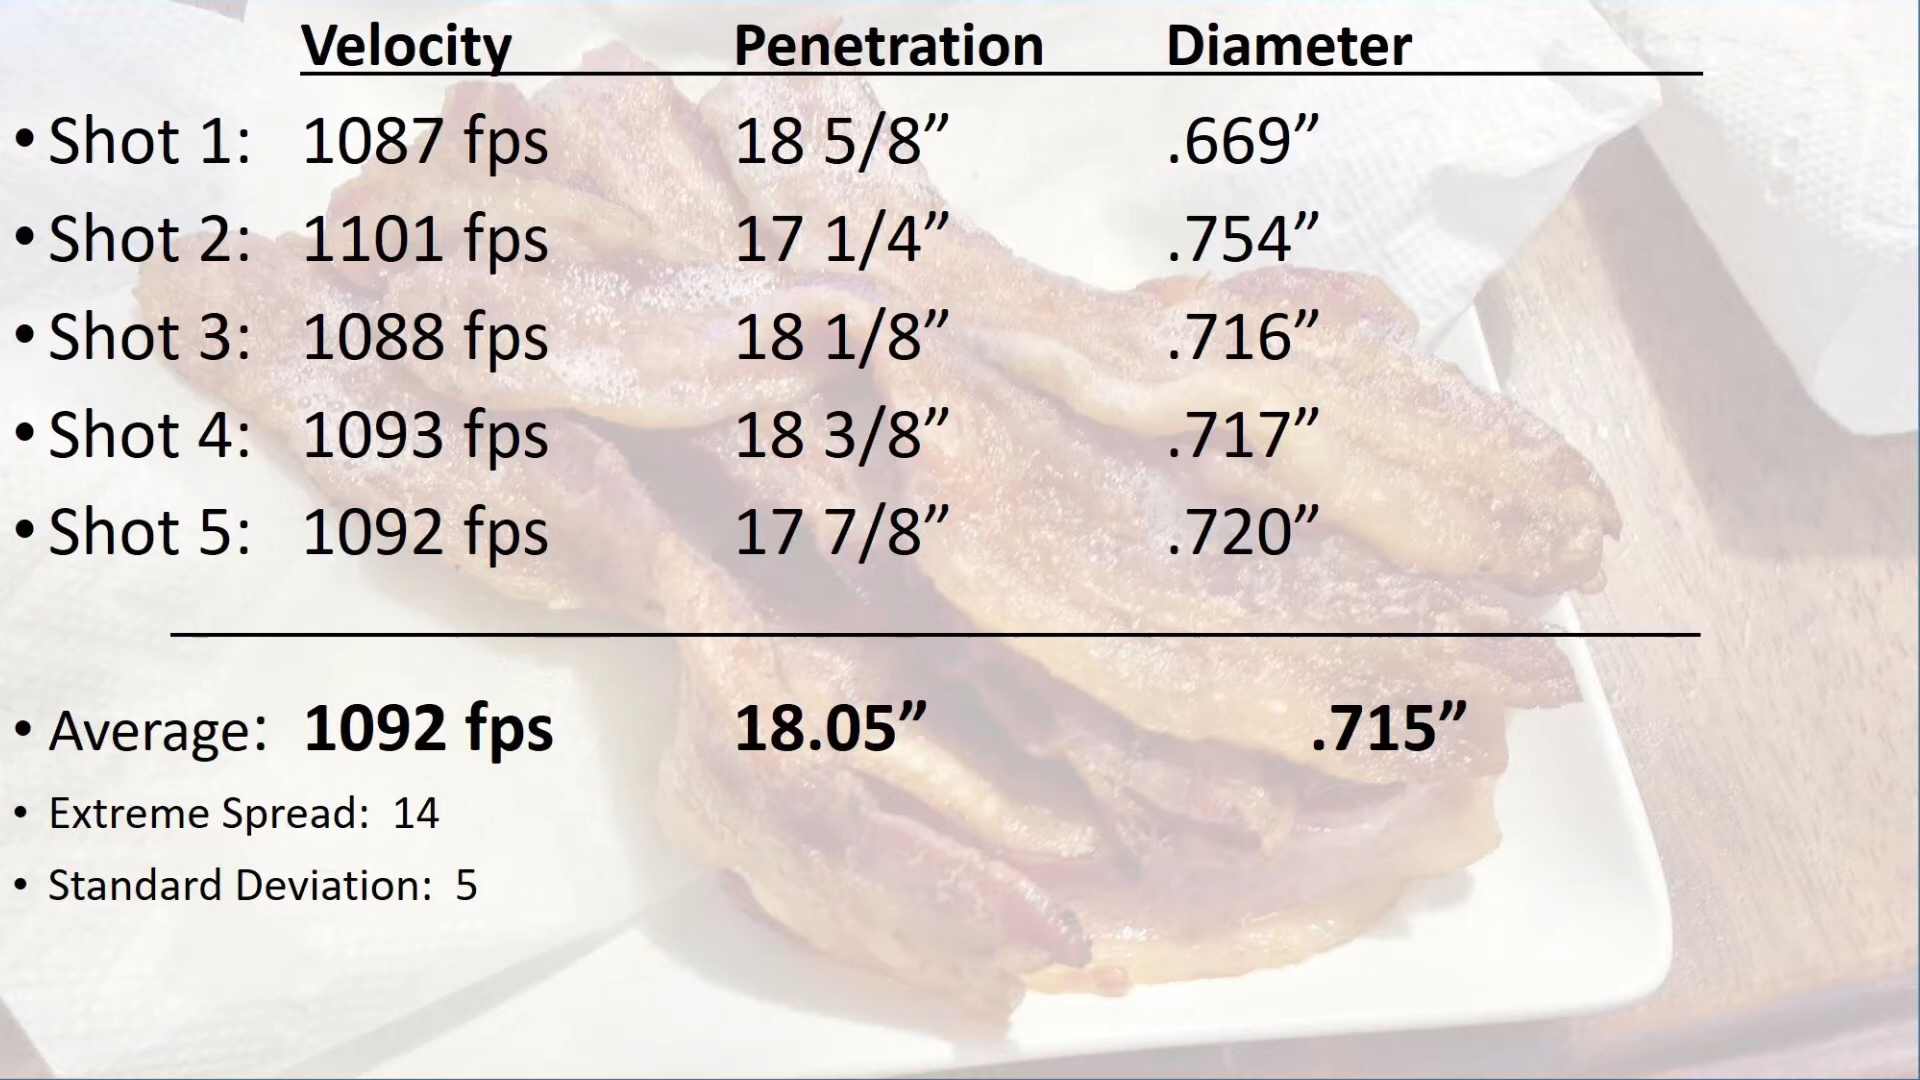 Velocity Penetration Diameter
• Shot 1: 1087 fps 18 5/8” .669”
• Shot 2: 1101 fps 17 1/4” .754”
• Shot 3: 1088 fps 18 1/8” .716”
• Shot 4: 1093 fps 18 3/8” .717”
• Shot 5: 1092 fps 17 7/8” .720”
• Average: 1092 fps 18.05” .715”
• Extreme Spread: 14
• Standard Deviation: 5